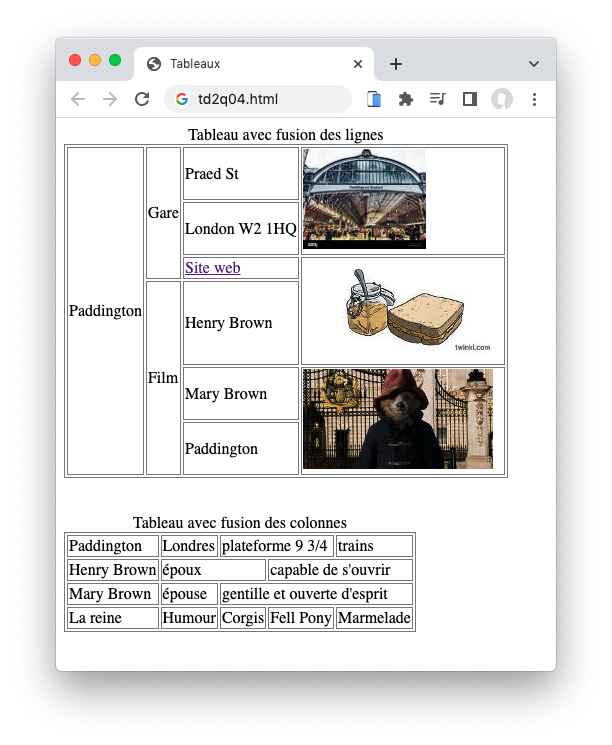 Tableaux
td2q04.html
Tableau avec fusion des lignes
Paddington
Gare
Praed St
London W2 1HQ
Site web
Film
Henry Brown
twinkl.com
Mary Brown
Paddington
Tableau avec fusion des colonnes
Paddington Londres plateforme 9 3/4 trains
Henry Brown époux capable de s'ouvrir
Mary Brown épouse gentille et ouverte d'esprit
La reine Humour Corgis Fell Pony Marmelade